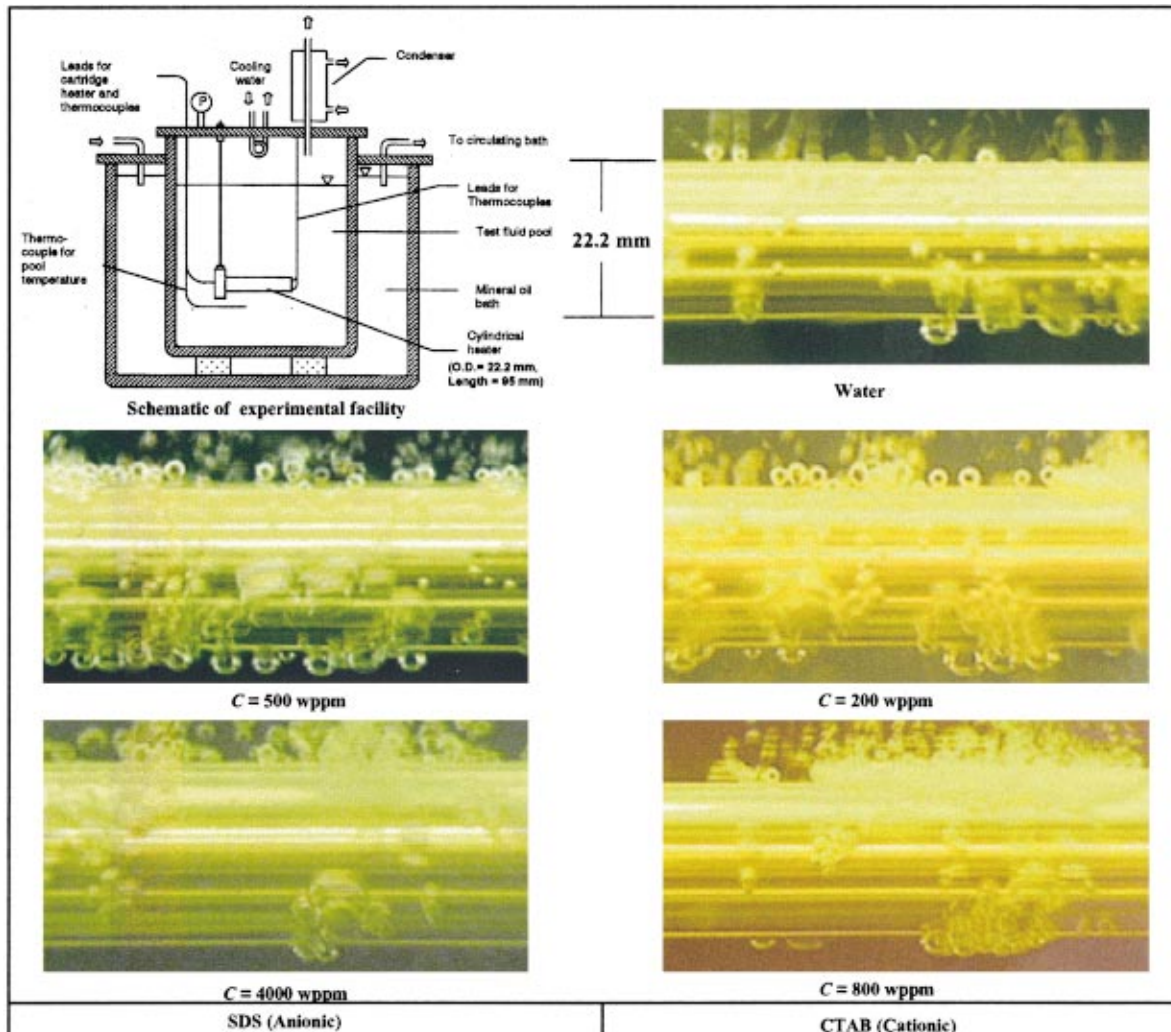 Leads for
cartridge
heater and
thermocouples
P
Cooling
water
Condenser
To circulating bath
Leads for
Thermocouples
Test fluid pool
Thermo-
couple for
pool
temperature
Mineral oil
bath
Cylindrical
heater
(O.D.= 22.2 mm,
Length = 95 mm)
Schematic of experimental facility
22.2 mm
Water
C = 500 wppm
C = 200 wppm
C = 4000 wppm
C = 800 wppm
SDS (Anionic)
CTAB (Cationic)